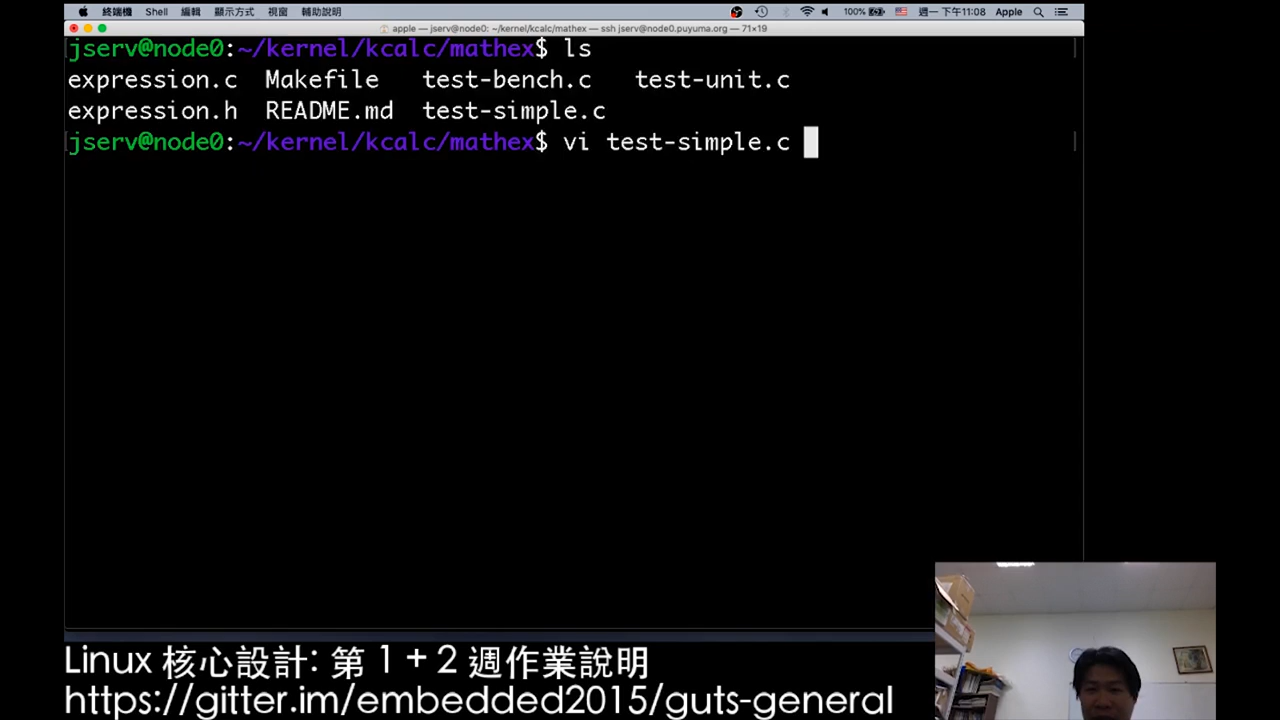 終端機 Shell 編輯 顯示方式 視窗 輔助說明 100% 週一 下午11:08 Apple
apple — jserv@node0: ~/kernel/kcalc/mathex — ssh jserv@node0.puyuma.org — 71×19
jserv@node0:~/kernel/kcalc/mathex$ ls
expression.c Makefile test-bench.c test-unit.c
expression.h README.md test-simple.c
jserv@node0:~/kernel/kcalc/mathex$ vi test-simple.c
Linux 核心設計: 第 1 + 2 週作業說明
https://gitter.im/embedded2015/guts-general